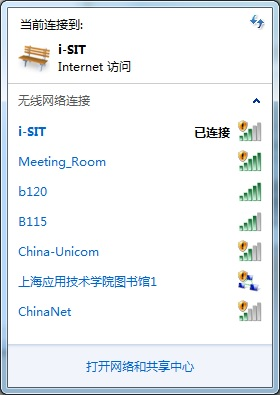 当前连接到:
i-SIT
Internet 访问
无线网络连接
i-SIT 已连接
Meeting_Room
b120
B115
China-Unicom
上海应用技术学院图书馆1
ChinaNet
打开网络和共享中心